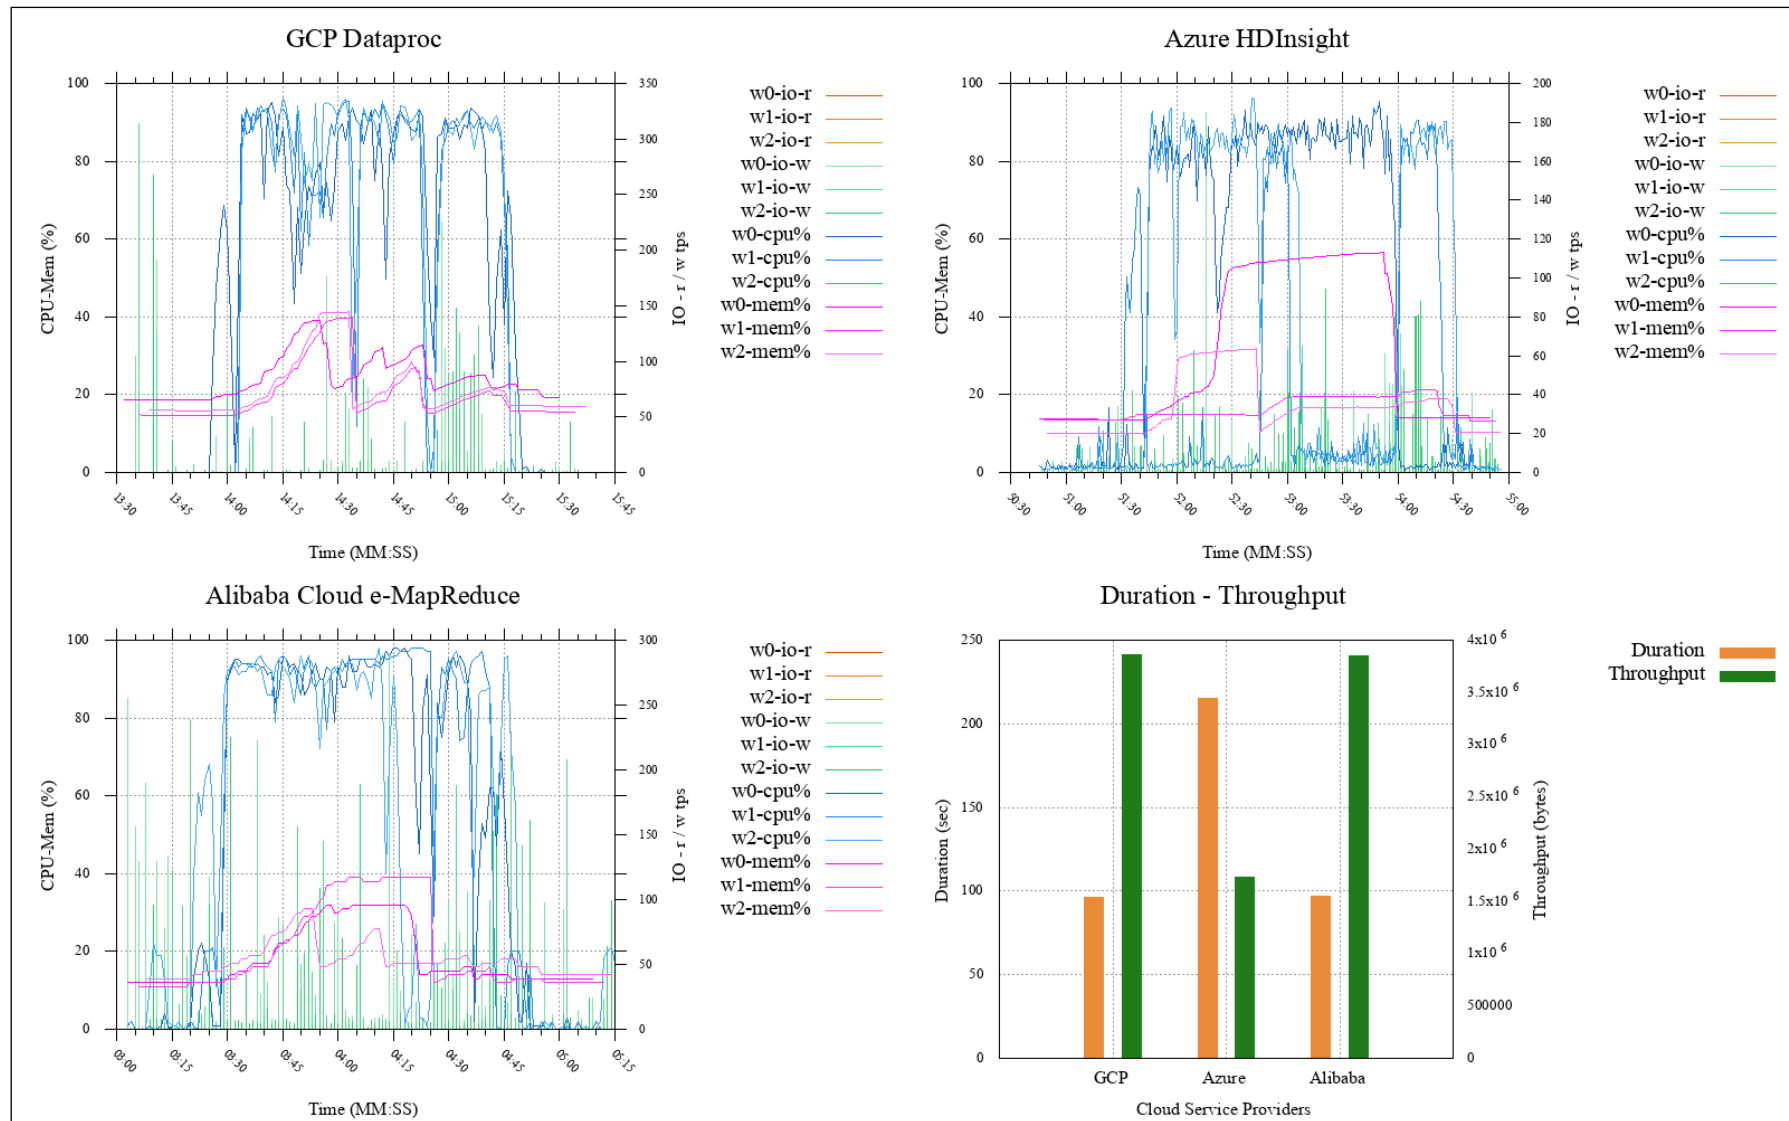 GCP Dataproc
100
80
60
40
20
0
CPU-Mem (%)
350
300
250
200
150
100
50
0
IO - r / w tps
13:30
13:45
14:00
14:15
14:30
14:45
15:00
15:15
15:30
15:45
Time (MM:SS)
w0-io-r
w1-io-r
w2-io-r
w0-io-w
w1-io-w
w2-io-w
w0-cpu%
w1-cpu%
w2-cpu%
w0-mem%
w1-mem%
w2-mem%
Azure HDInsight
100
80
60
40
20
0
CPU-Mem (%)
200
180
160
140
120
100
80
60
40
20
0
IO - r / w tps
50:30
51:00
51:30
52:00
52:30
53:00
53:30
54:00
54:30
55:00
Time (MM:SS)
w0-io-r
w1-io-r
w2-io-r
w0-io-w
w1-io-w
w2-io-w
w0-cpu%
w1-cpu%
w2-cpu%
w0-mem%
w1-mem%
w2-mem%
Alibaba Cloud e-MapReduce
100
80
60
40
20
0
CPU-Mem (%)
300
250
200
150
100
50
0
IO - r / w tps
03:00
03:15
03:30
03:45
04:00
04:15
04:30
04:45
05:00
05:15
Time (MM:SS)
w0-io-r
w1-io-r
w2-io-r
w0-io-w
w1-io-w
w2-io-w
w0-cpu%
w1-cpu%
w2-cpu%
w0-mem%
w1-mem%
w2-mem%
Duration - Throughput
250
200
150
100
50
0
Duration (sec)
4x10 6
3.5x10 6
3x10 6
2.5x10 6
2x10 6
1.5x10 6
1x10 6
500000
0
Throughput (bytes)
GCP
Azure
Alibaba
Cloud Service Providers
Duration
Throughput